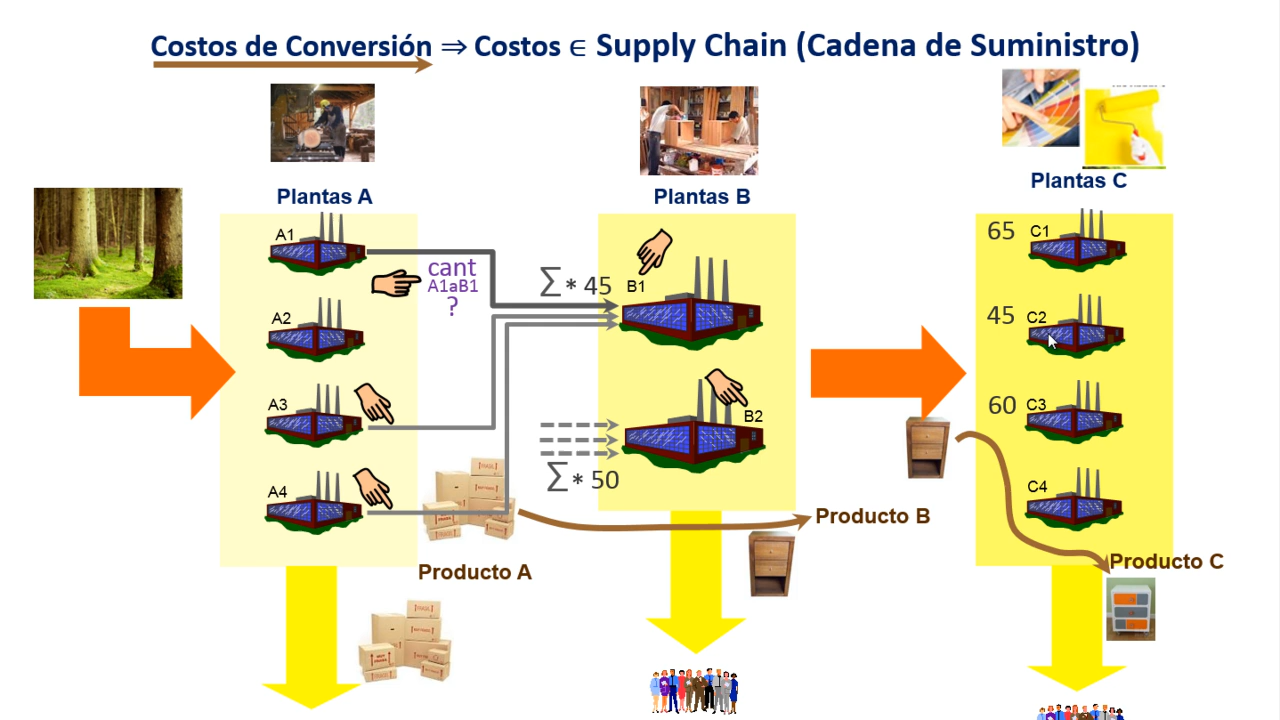 Costos de Conversión ⇒ Costos ∈ Supply Chain (Cadena de Suministro)
Plantas A
Plantas B
Plantas C
A1
A2
A3
A4
cant
A1aB1
?
∑* 45
B1
B2
∑* 50
65
C1
45
C2
60
C3
C4
Producto A
Producto B
Producto C